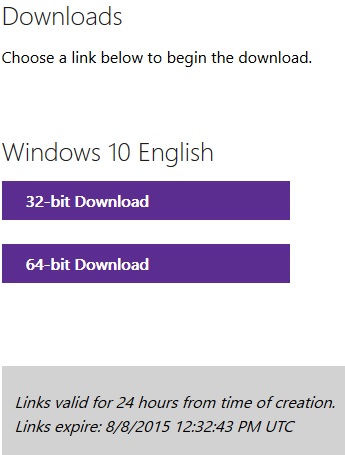 Downloads
Choose a link below to begin the download.
Windows 10 English
32-bit Download
64-bit Download
Links valid for 24 hours from time of creation.
Links expire: 8/8/2015 12:32:43 PM UTC